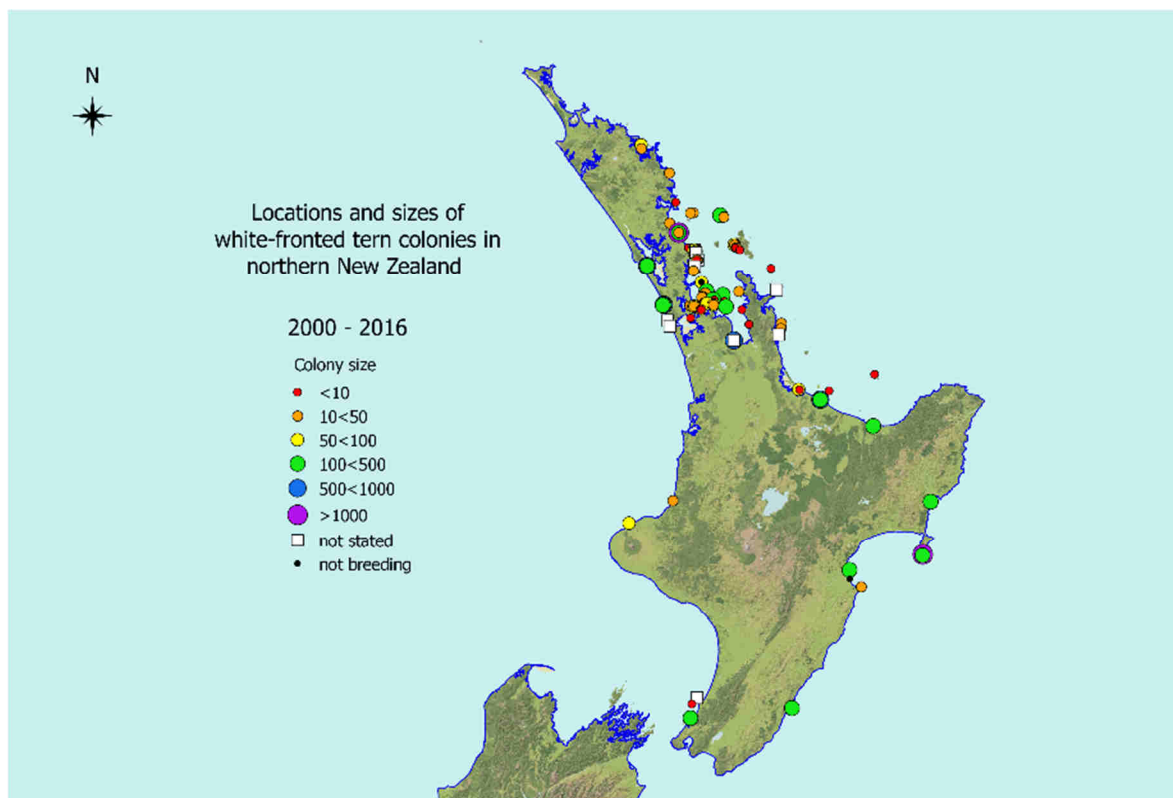 N
Locations and sizes of
white-fronted tern colonies in
northern New Zealand
2000 - 2016
Colony size
<10
10<50
50<100
100<500
500<1000
>1000
not stated
not breeding